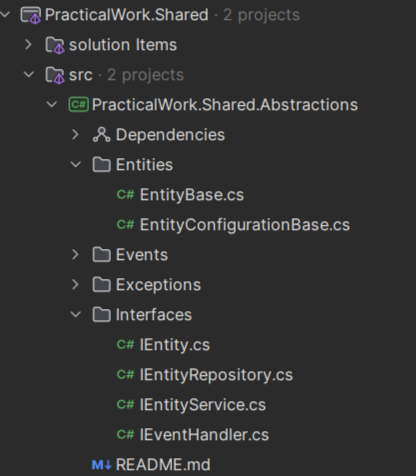 PracticalWork.Shared · 2 projects
solution Items
src · 2 projects
C# PracticalWork.Shared.Abstractions
Dependencies
Entities
C# EntityBase.cs
C# EntityConfigurationBase.cs
Events
Exceptions
Interfaces
C# IEntity.cs
C# IEntityRepository.cs
C# IEntityService.cs
C# IEventHandler.cs
M↓ README.md